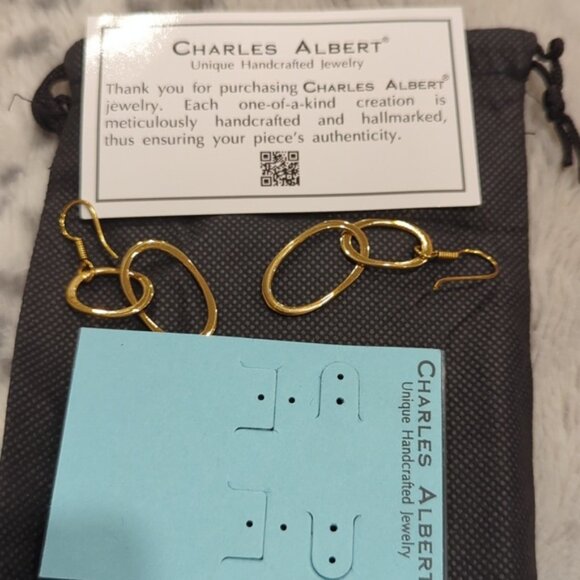 CHARLES ALBERT®
Unique Handcrafted Jewelry
Thank you for purchasing CHARLES ALBERT®
jewelry. Each one-of-a-kind creation is
meticulously handcrafted and hallmarked,
thus ensuring your piece's authenticity.
CHARLES ALBERT
Unique Handcrafted Jewelry